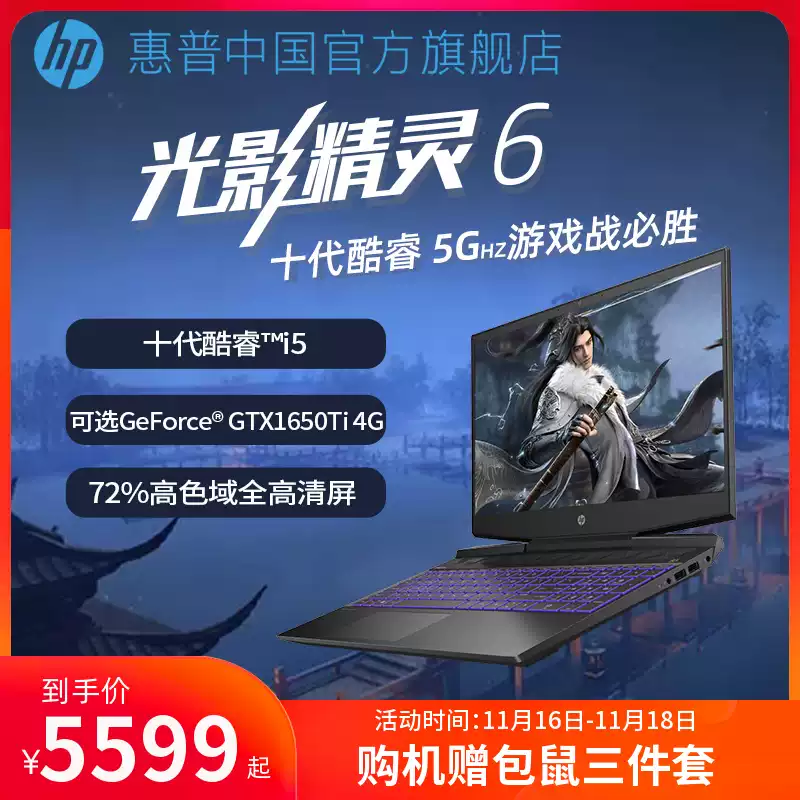 hp 惠普中国官方旗舰店
光影精灵6
十代酷睿 5GHZ游戏战必胜
十代酷睿™i5
可选GeForce® GTX1650Ti 4G
72%高色域全高清屏
hp
到手价
¥5599起
活动时间:11月16日-11月18日
购机赠包鼠三件套